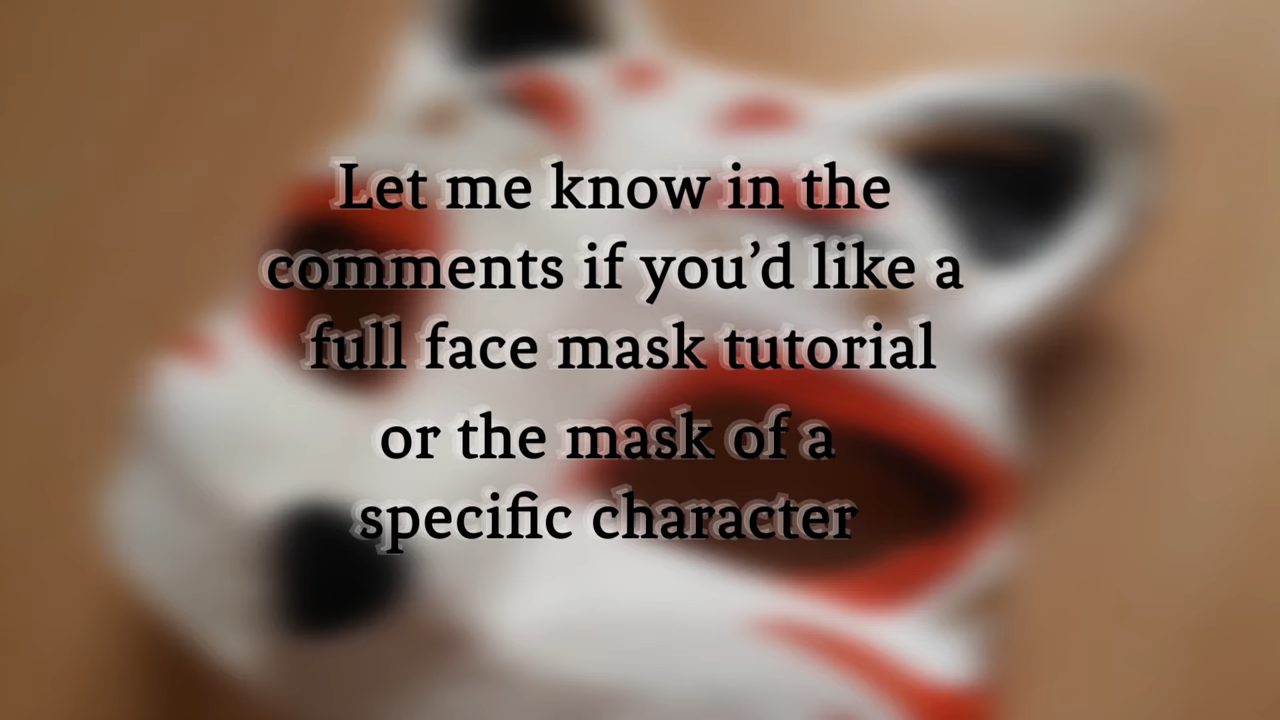 Let me know in the
comments if you’d like a
full face mask tutorial
or the mask of a
specific character